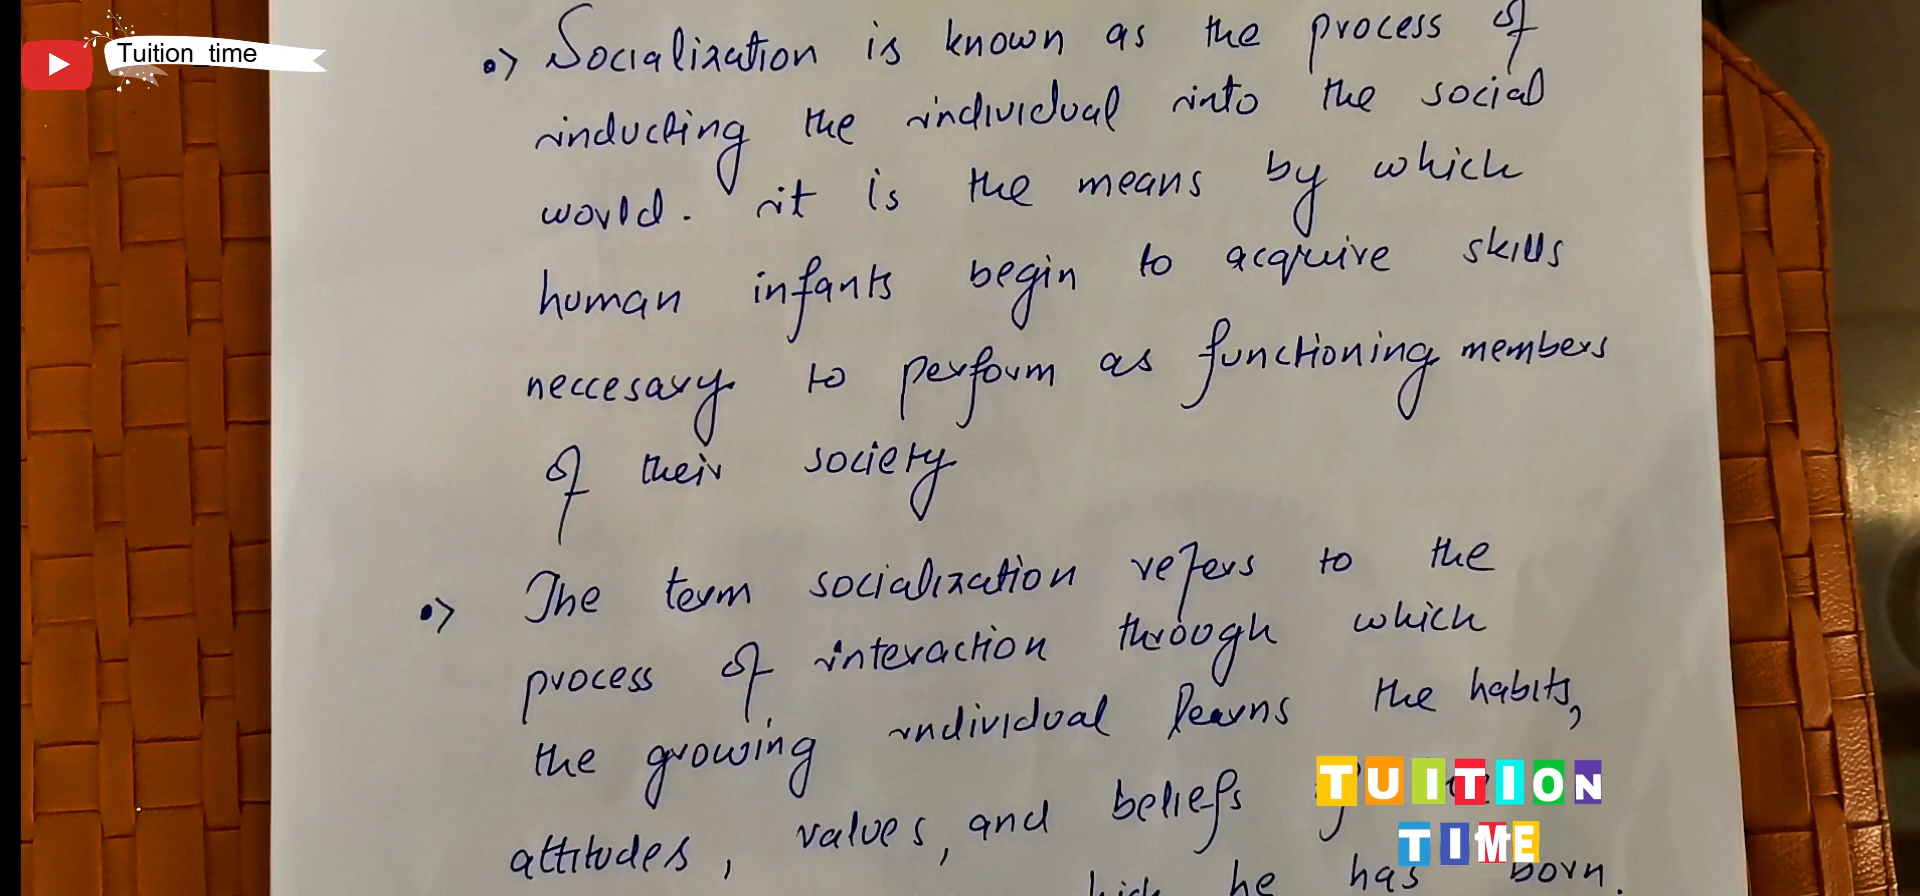 Tuition_time
•> Socialization is known as the process of
inducting the individual into the social
world. it is the means by which
human infants begin to acquire skills
neccesary to perform as functioning members
of their society
•> The term socialization refers to the
process of interaction through which
the growing individual learns the habits,
attitudes, values, and beliefs
he has born.
TUITION
TIME